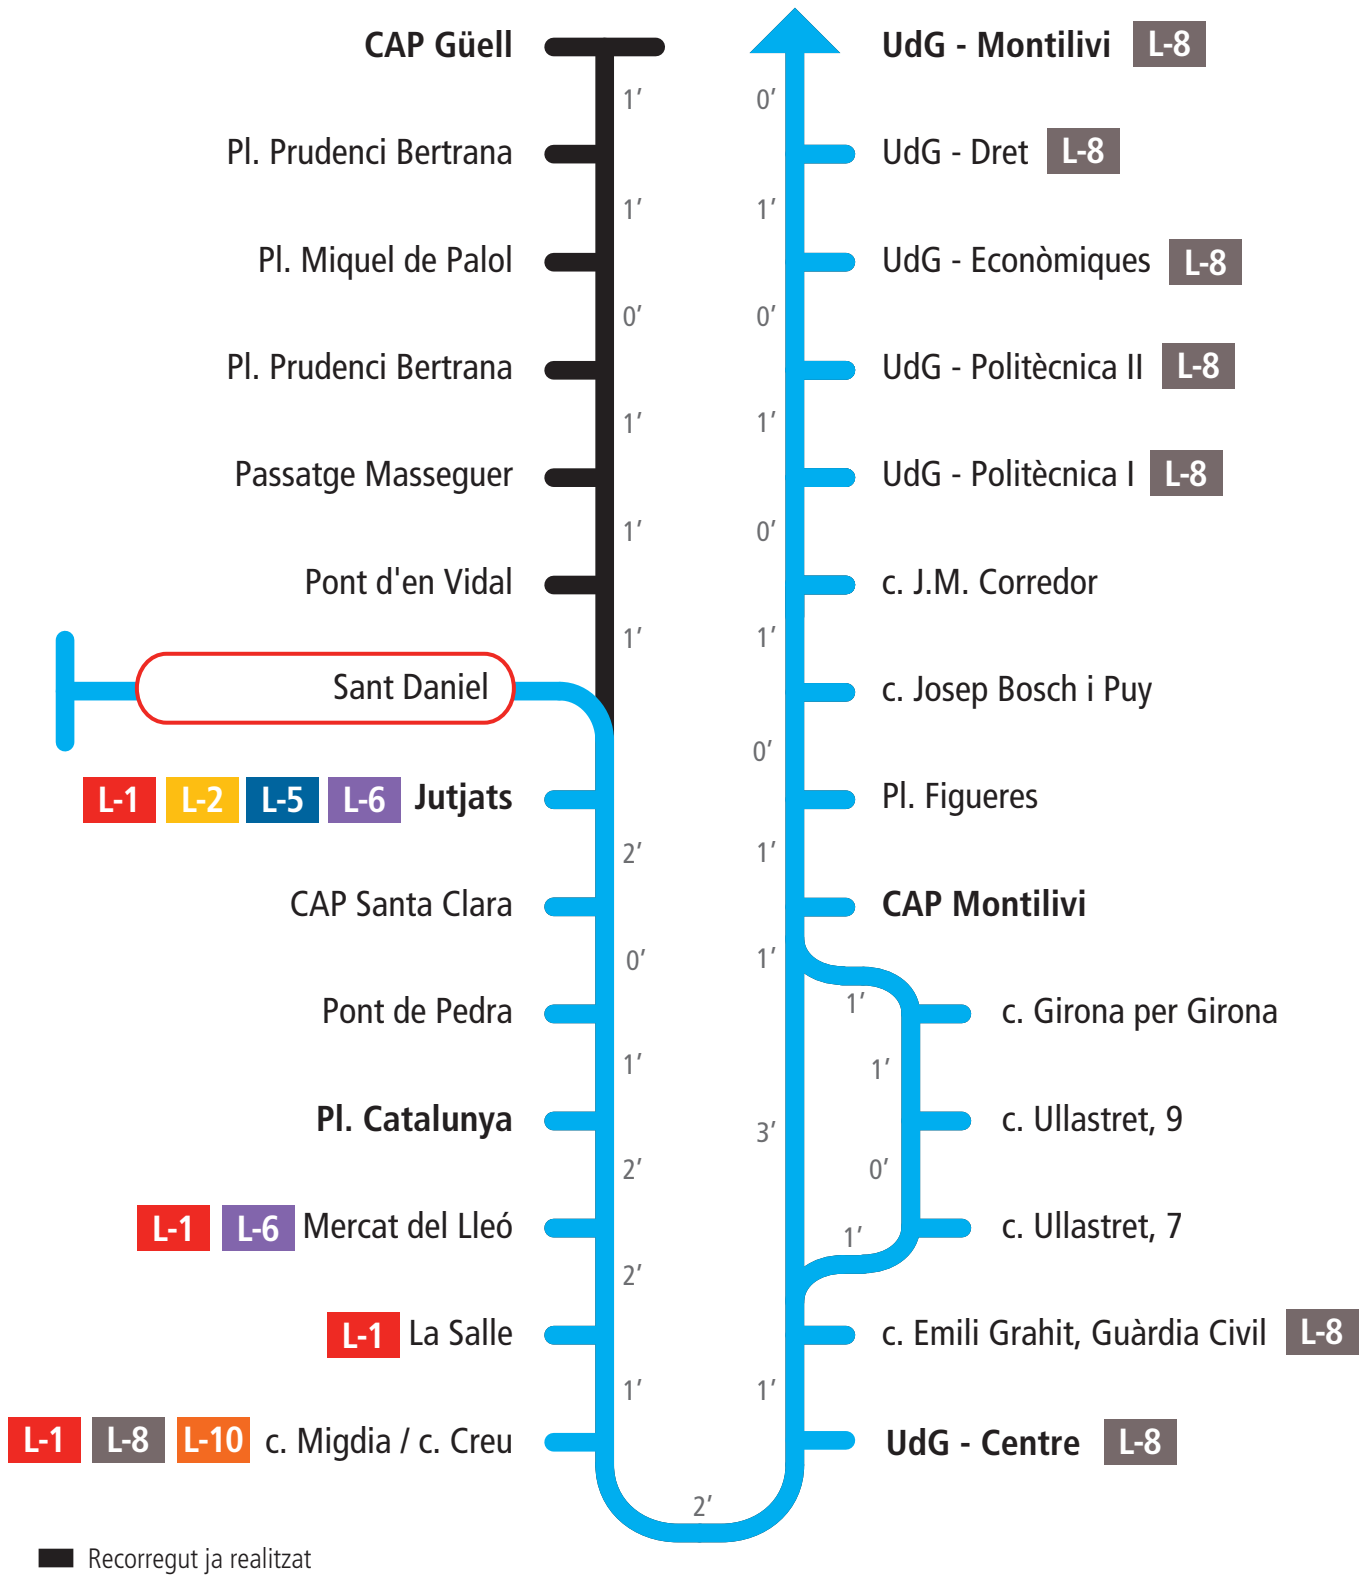 CAP Güell
1’
Pl. Prudenci Bertrana
1’
Pl. Miquel de Palol
0’
Pl. Prudenci Bertrana
1’
Passatge Masseguer
1’
Pont d'en Vidal
1’
Sant Daniel
L-1 L-2 L-5 L-6 Jutjats
2’
CAP Santa Clara
0’
Pont de Pedra
1’
Pl. Catalunya
2’
L-1 L-6 Mercat del Lleó
2’
L-1 La Salle
1’
L-1 L-8 L-10 c. Migdia / c. Creu
2’
UdG - Montilivi L-8
0’
UdG - Dret L-8
1’
UdG - Econòmiques L-8
0’
UdG - Politècnica II L-8
1’
UdG - Politècnica I L-8
0’
c. J.M. Corredor
1’
c. Josep Bosch i Puy
0’
Pl. Figueres
1’
CAP Montilivi
1’
1’
c. Girona per Girona
1’
c. Ullastret, 9
3’
0’
c. Ullastret, 7
1’
c. Emili Grahit, Guàrdia Civil L-8
1’
UdG - Centre L-8
Recorregut ja realitzat